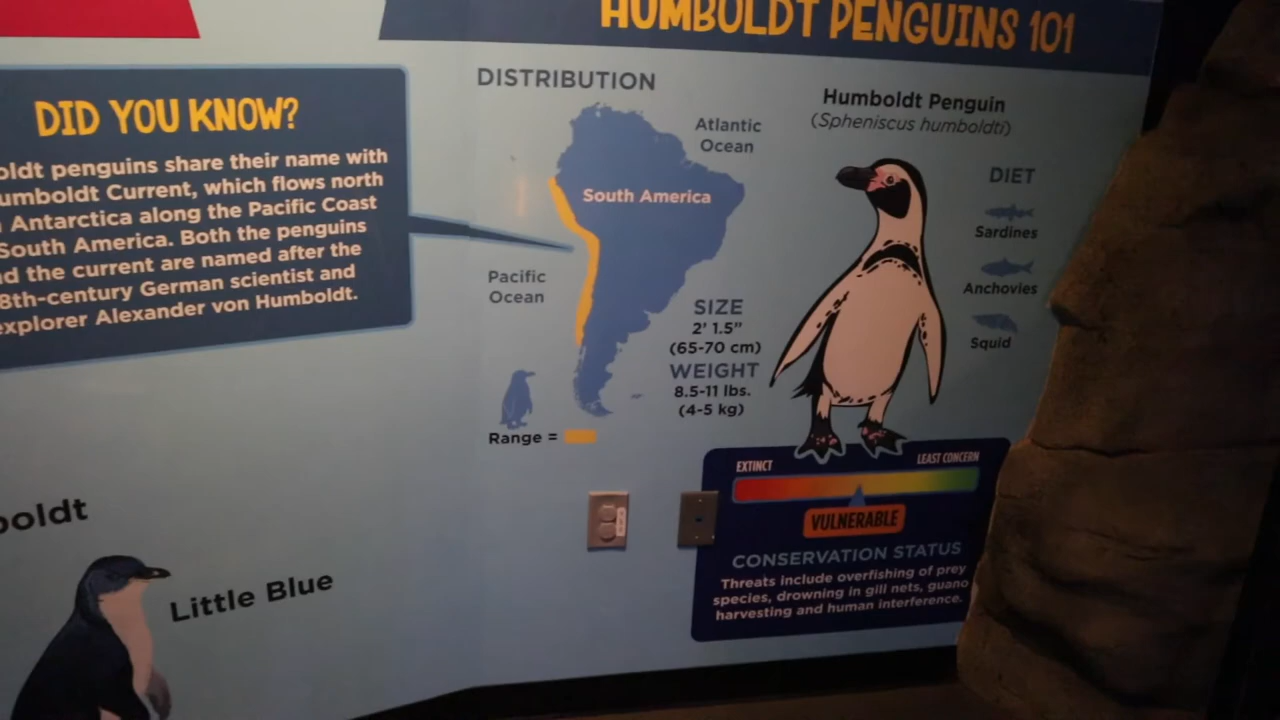 HUMBOLDT PENGUINS 101
DID YOU KNOW?
oldt penguins share their name with
umboldt Current, which flows north
Antarctica along the Pacific Coast
South America. Both the penguins
d the current are named after the
8th-century German scientist and
explorer Alexander von Humboldt.
DISTRIBUTION
Atlantic
Ocean
South America
Pacific
Ocean
Range =
SIZE
2' 1.5"
(65-70 cm)
WEIGHT
8.5-11 lbs.
(4-5 kg)
Humboldt Penguin
(Spheniscus humboldti)
DIET
Sardines
Anchovies
Squid
EXTINCT
LEAST CONCERN
VULNERABLE
CONSERVATION STATUS
Threats include overfishing of prey
species, drowning in gill nets, guano
harvesting and human interference.
boldt
Little Blue